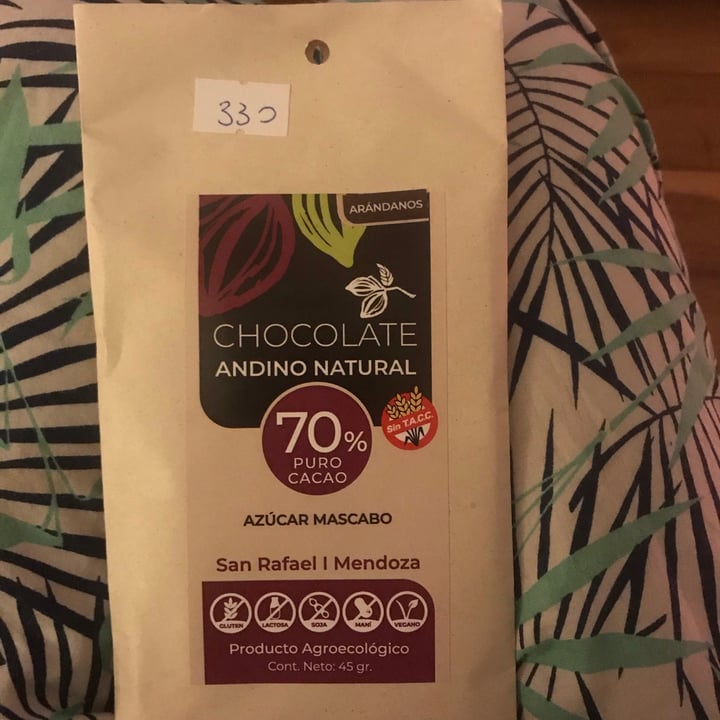 330
ARÁNDANOS
CHOCOLATE
ANDINO NATURAL
70%
PURO
CACAO
Sin T.A.C.C.
AZÚCAR MASCABO
San Rafael | Mendoza
GLUTEN LACTOSA SOJA MANÍ VEGANO
Producto Agroecológico
Cont. Neto: 45 gr.